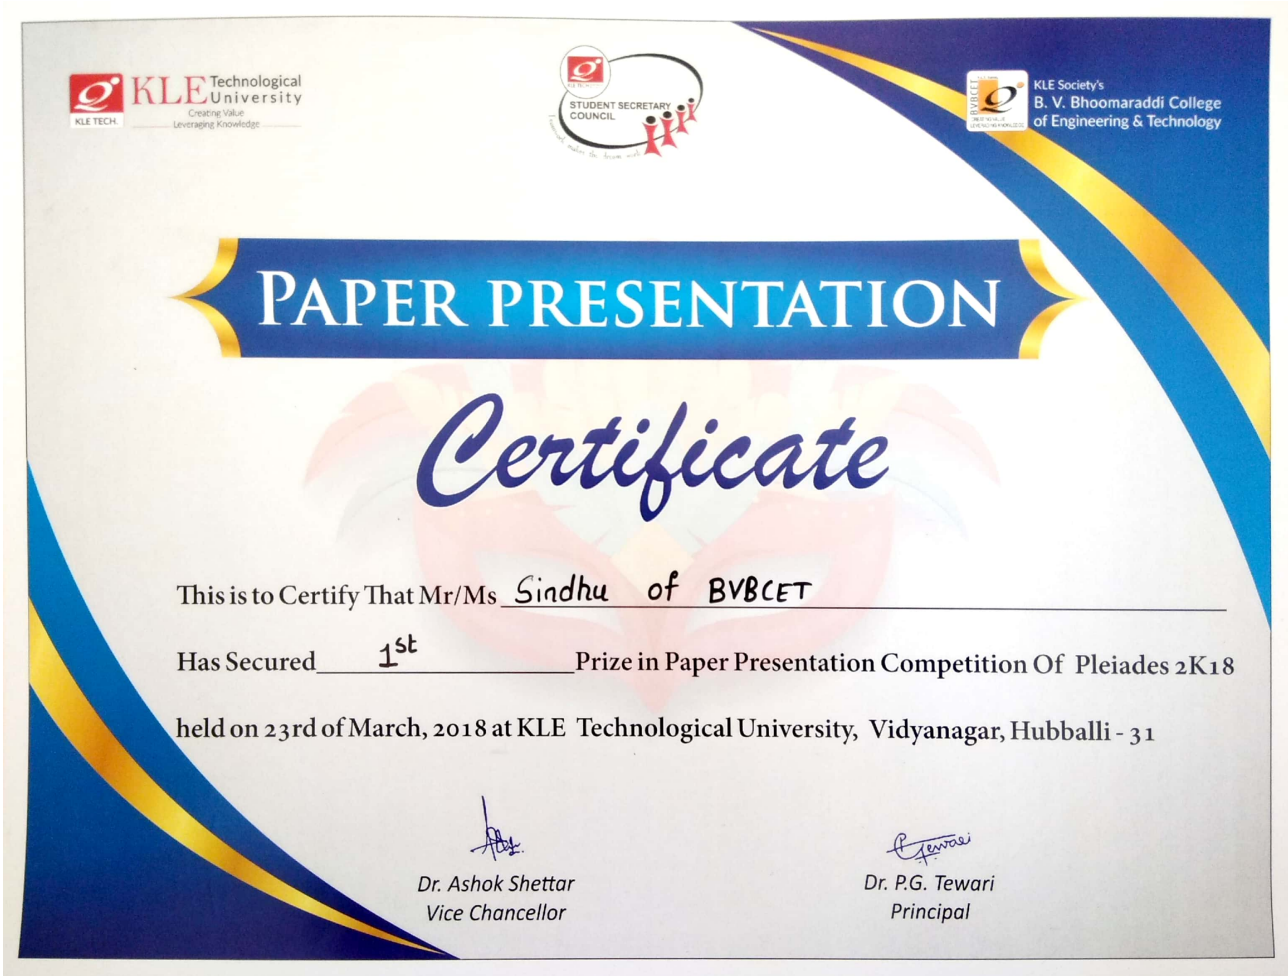 KLE Technological
University
Creating Value
Leveraging Knowledge
KLE TECH.
STUDENT SECRETARY
COUNCIL
KLE Society's
B. V. Bhoomaraddi College
of Engineering & Technology
BVBCET
PAPER PRESENTATION
Certificate
This is to Certify That Mr/Ms Sindhu of BVBCET
Has Secured 1st Prize in Paper Presentation Competition Of Pleiades 2K18
held on 23rd of March, 2018 at KLE Technological University, Vidyanagar, Hubballi - 31
Dr. Ashok Shettar
Vice Chancellor
Dr. P.G. Tewari
Principal